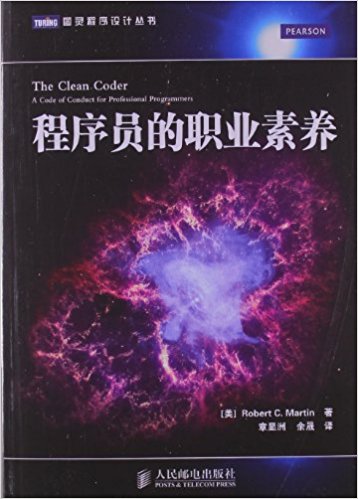 TURING 图灵程序设计丛书
PEARSON
The Clean Coder
A Code of Conduct for Professional Programmers
程序员的职业素养
[美] Robert C. Martin 著
章显洲 余晟 译
人民邮电出版社
POSTS & TELECOM PRESS